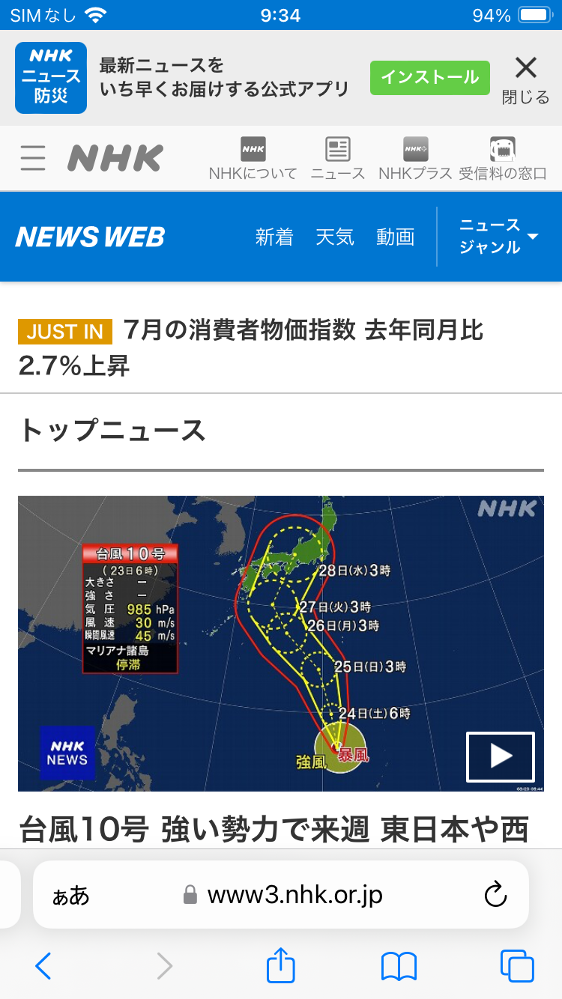 SIMなし 9:34 94%
NHK
ニュース
防災
最新ニュースを
いち早くお届けする公式アプリ
インストール
閉じる
NHK
NHK
NHKについて
ニュース
NHK+
NHKプラス
受信料の窓口
NEWS WEB
新着 天気 動画
ニュース
ジャンル
JUST IN 7月の消費者物価指数 去年同月比
2.7%上昇
トップニュース
NHK
台風10号
(23日6時)
大きさ ー
強さ ー
気圧 985 hPa
風速 30 m/s
瞬間風速 45 m/s
マリアナ諸島
停滞
28日(水)3時
27日(火)3時
26日(月)3時
25日(日)3時
24日(土)6時
強風
暴風
NHK
NEWS
台風10号 強い勢力で来週 東日本や西
ぁあ www3.nhk.or.jp